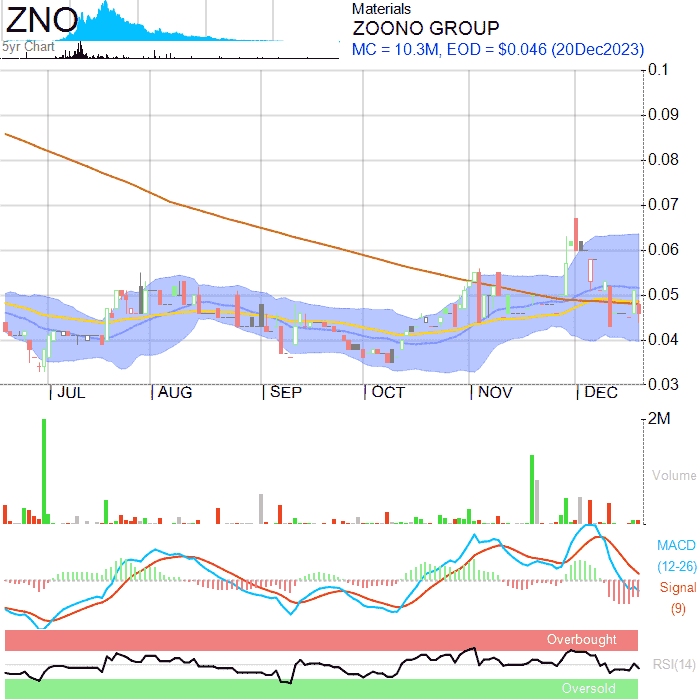 ZNO
5yr Chart
Materials
ZOONO GROUP
MC = 10.3M, EOD = $0.046 (20Dec2023)
0.1
0.09
0.08
0.07
0.06
0.05
0.04
0.03
JUL AUG SEP OCT NOV DEC
2M
Volume
MACD
(12-26)
Signal
(9)
Overbought
RSI(14)
Oversold